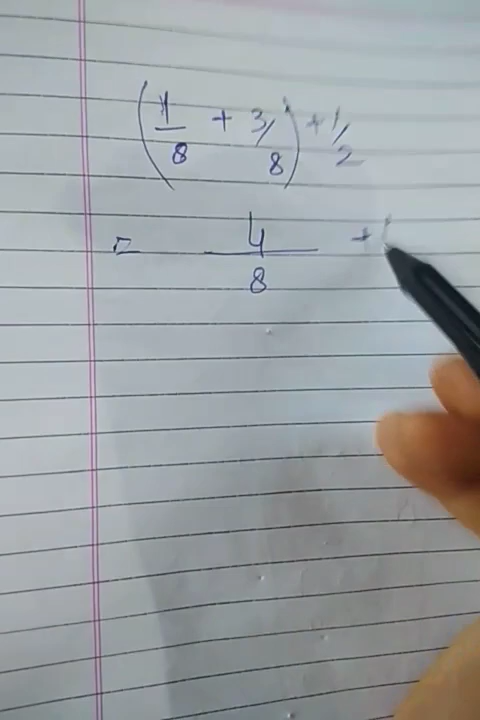 (1/8 + 3/8) + 1/2
= 4/8 +